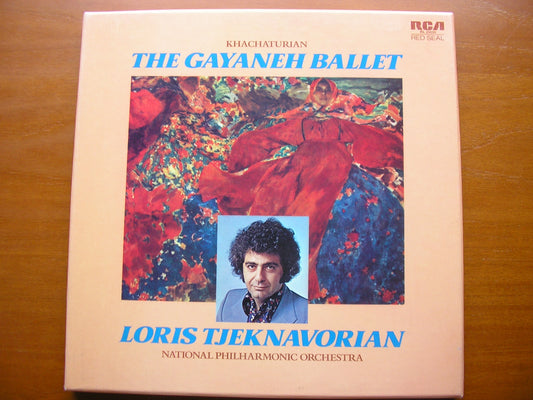 RCA
RED SEAL
KHACHATURIAN
THE GAYANEH BALLET
LORIS TJEKNAVORIAN
NATIONAL PHILHARMONIC ORCHESTRA